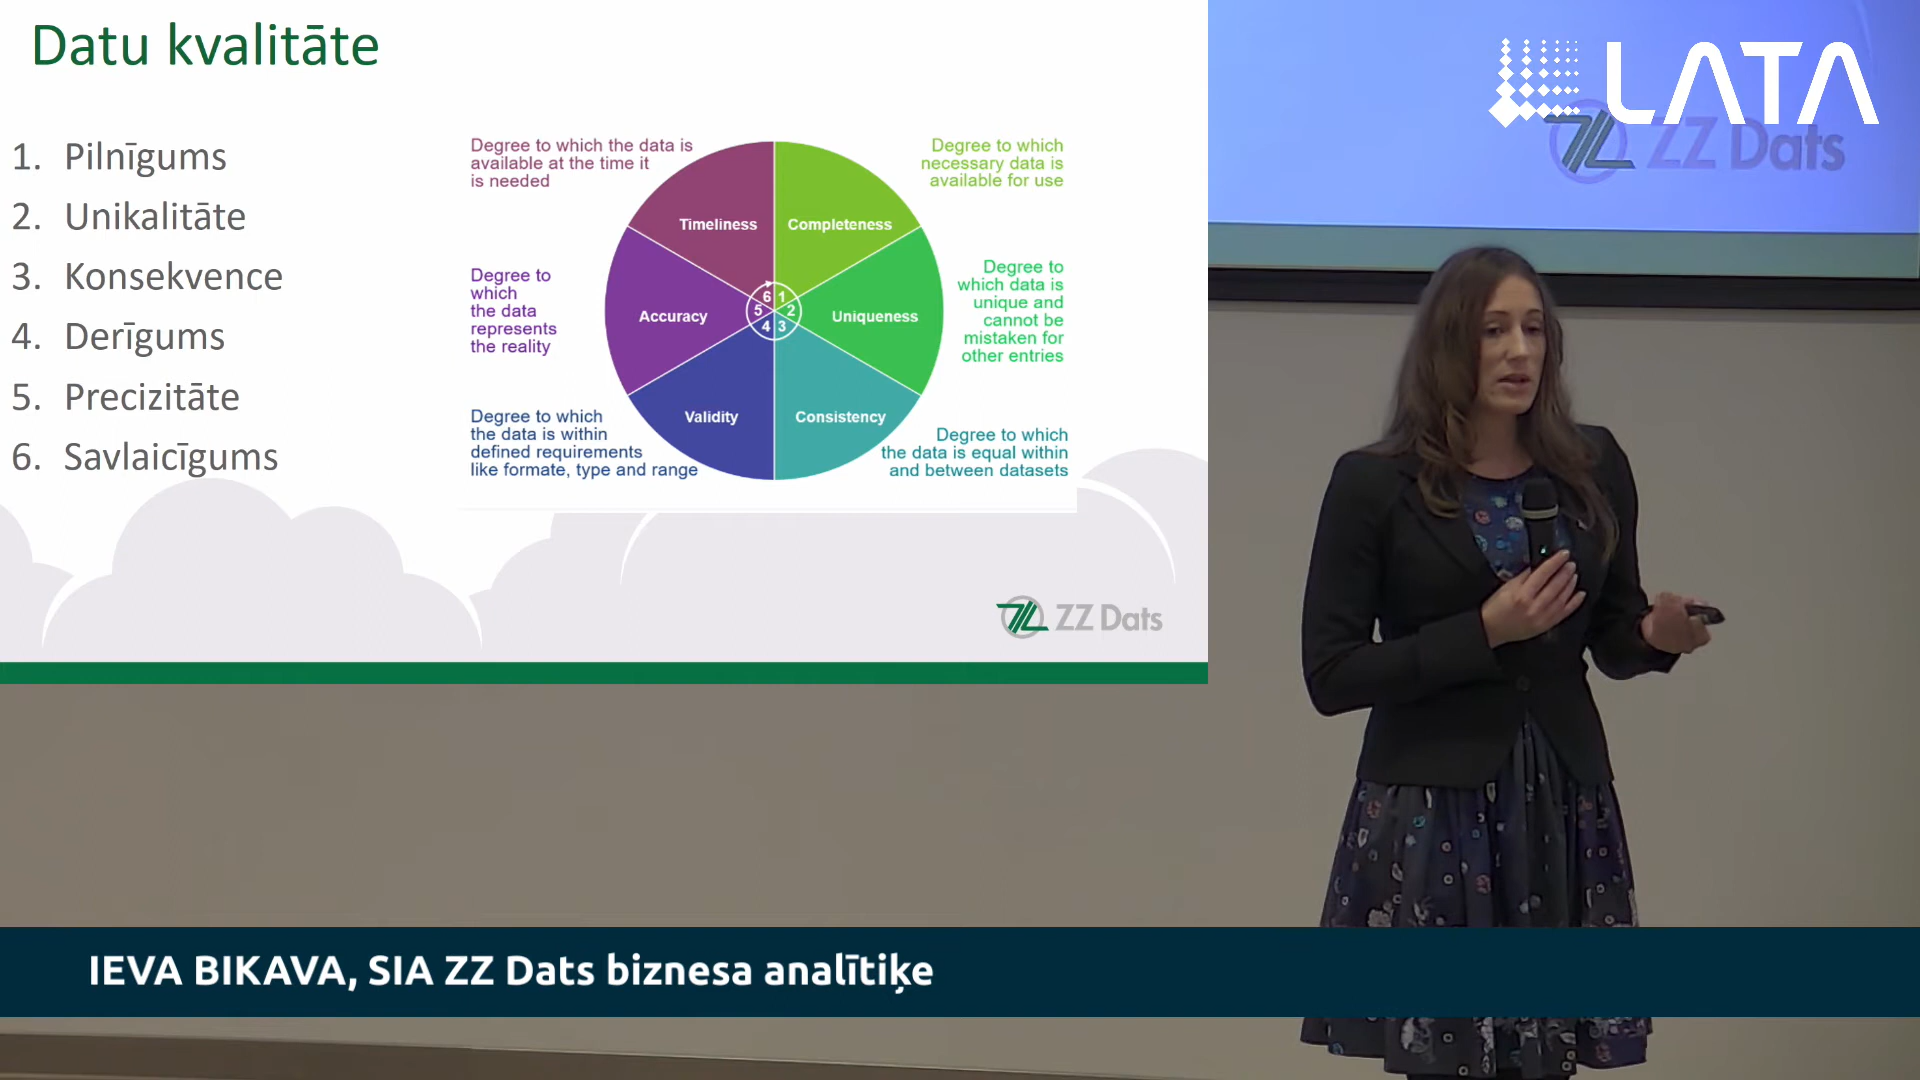 Datu kvalitāte
1. Pilnīgums
2. Unikalitāte
3. Konsekvence
4. Derīgums
5. Precizitāte
6. Savlaicīgums
Degree to which the data is
available at the time it
is needed
Degree to which
necessary data is
available for use
Timeliness
Completeness
Degree to
which
the data
represents
the reality
Accuracy
Uniqueness
Degree to
which data is
unique and
cannot be
mistaken for
other entries
6 1
5 2
4 3
Degree to which
the data is within
defined requirements
like formate, type and range
Validity
Consistency
Degree to which
the data is equal within
and between datasets
ZZ Dats
LATA
ZZ Dats
IEVA BIKAVA, SIA ZZ Dats biznesa analītiķe